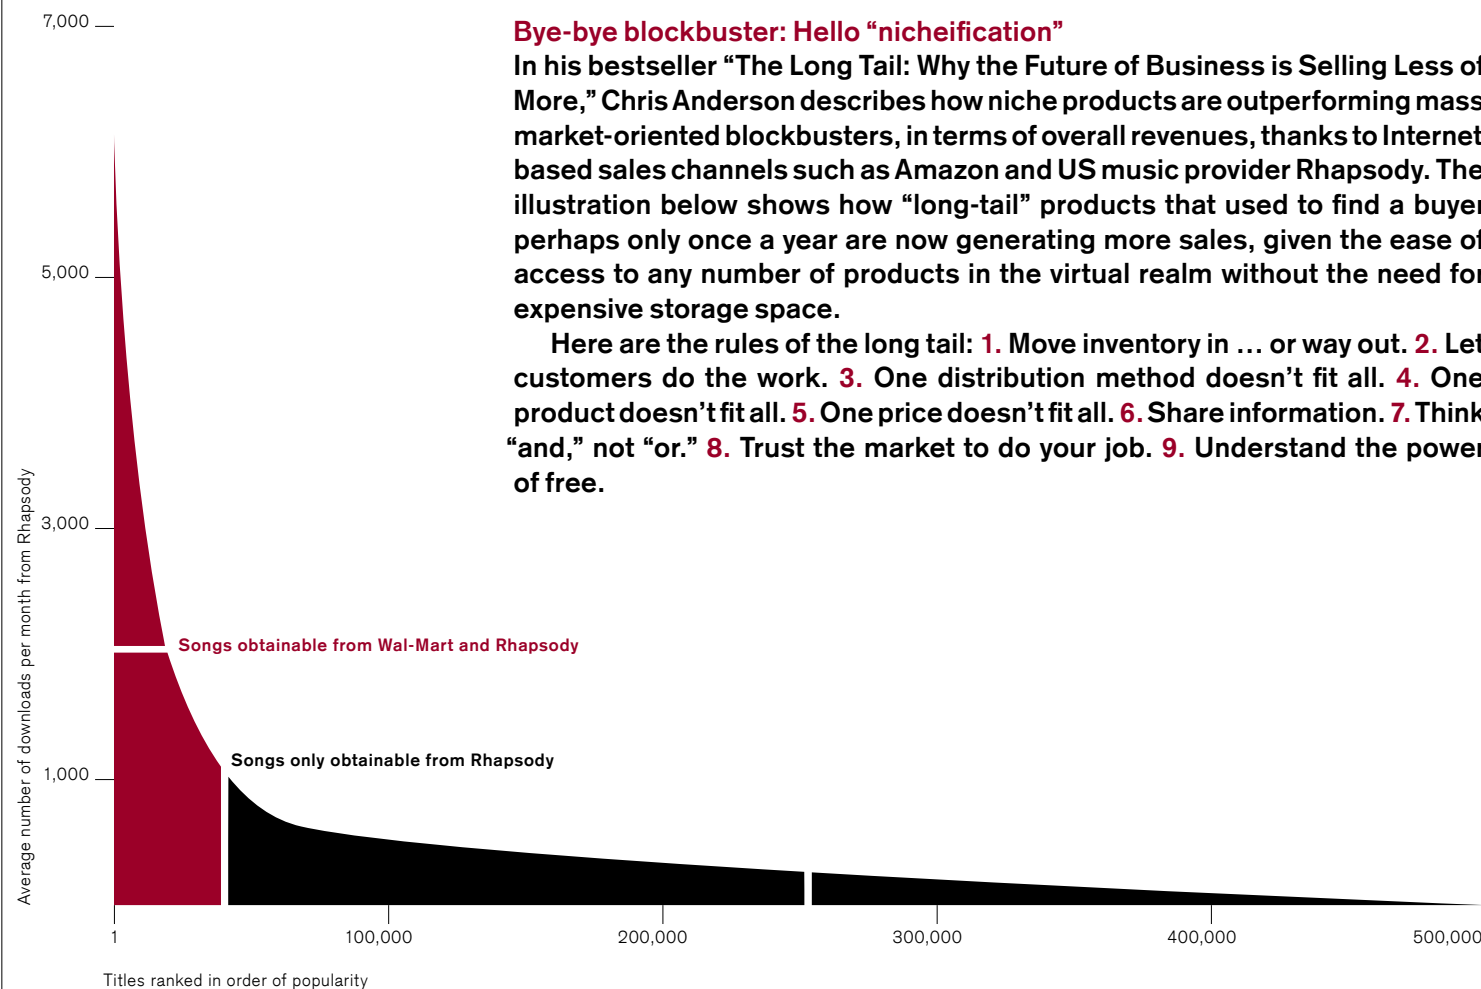 7,000
Bye-bye blockbuster: Hello “nicheification”
In his bestseller “The Long Tail: Why the Future of Business is Selling Less of
More,” Chris Anderson describes how niche products are outperforming mass
market-oriented blockbusters, in terms of overall revenues, thanks to Internet
based sales channels such as Amazon and US music provider Rhapsody. The
illustration below shows how “long-tail” products that used to find a buyer
perhaps only once a year are now generating more sales, given the ease of
access to any number of products in the virtual realm without the need for
expensive storage space.
Here are the rules of the long tail: 1. Move inventory in … or way out. 2. Let
customers do the work. 3. One distribution method doesn’t fit all. 4. One
product doesn’t fit all. 5. One price doesn’t fit all. 6. Share information. 7. Think
“and,” not “or.” 8. Trust the market to do your job. 9. Understand the power
of free.
5,000
3,000
1,000
Average number of downloads per month from Rhapsody
Songs obtainable from Wal-Mart and Rhapsody
Songs only obtainable from Rhapsody
1
100,000
200,000
300,000
400,000
500,000
Titles ranked in order of popularity